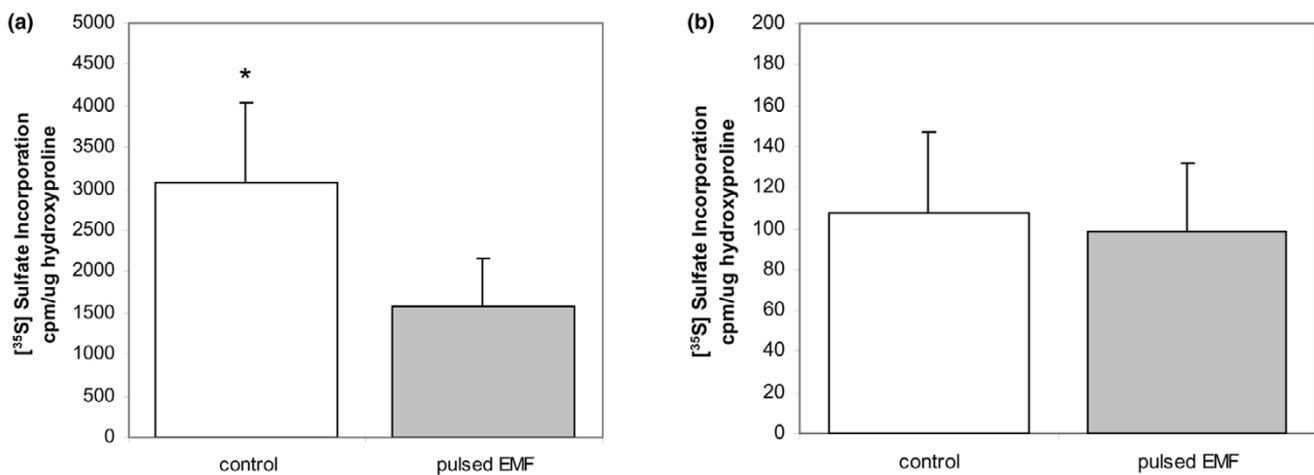 (a)
5000
4500
4000
3500
3000
2500
2000
1500
1000
500
0
[³⁵S] Sulfate Incorporation
cpm/ug hydroxyproline
*
control pulsed EMF
(b)
200
180
160
140
120
100
80
60
40
20
0
[³⁵S] Sulfate Incorporation
cpm/ug hydroxyproline
control pulsed EMF